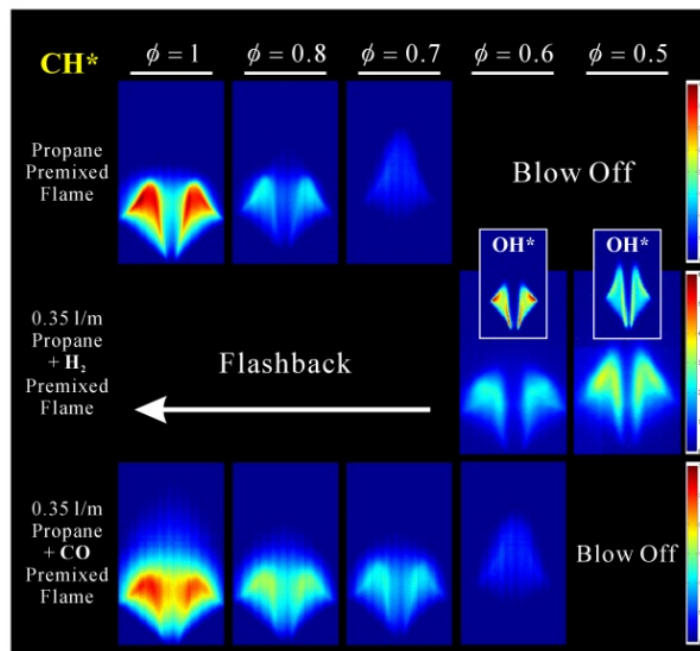 CH*
ϕ = 1
ϕ = 0.8
ϕ = 0.7
ϕ = 0.6
ϕ = 0.5
Propane
Premixed
Flame
Blow Off
OH*
OH*
0.35 l/m
Propane
+ H₂
Premixed
Flame
Flashback
0.35 l/m
Propane
+ CO
Premixed
Flame
Blow Off